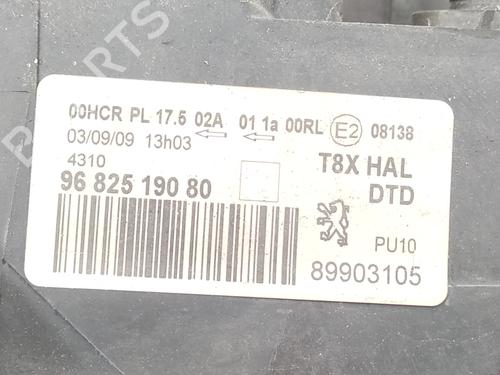 PARTS
00HCR PL 17.5 02A 01 1a 00RL E2 08138
03/09/09 13h03
4310
T8X HAL
96 825 190 80
DTD
PU10
89903105